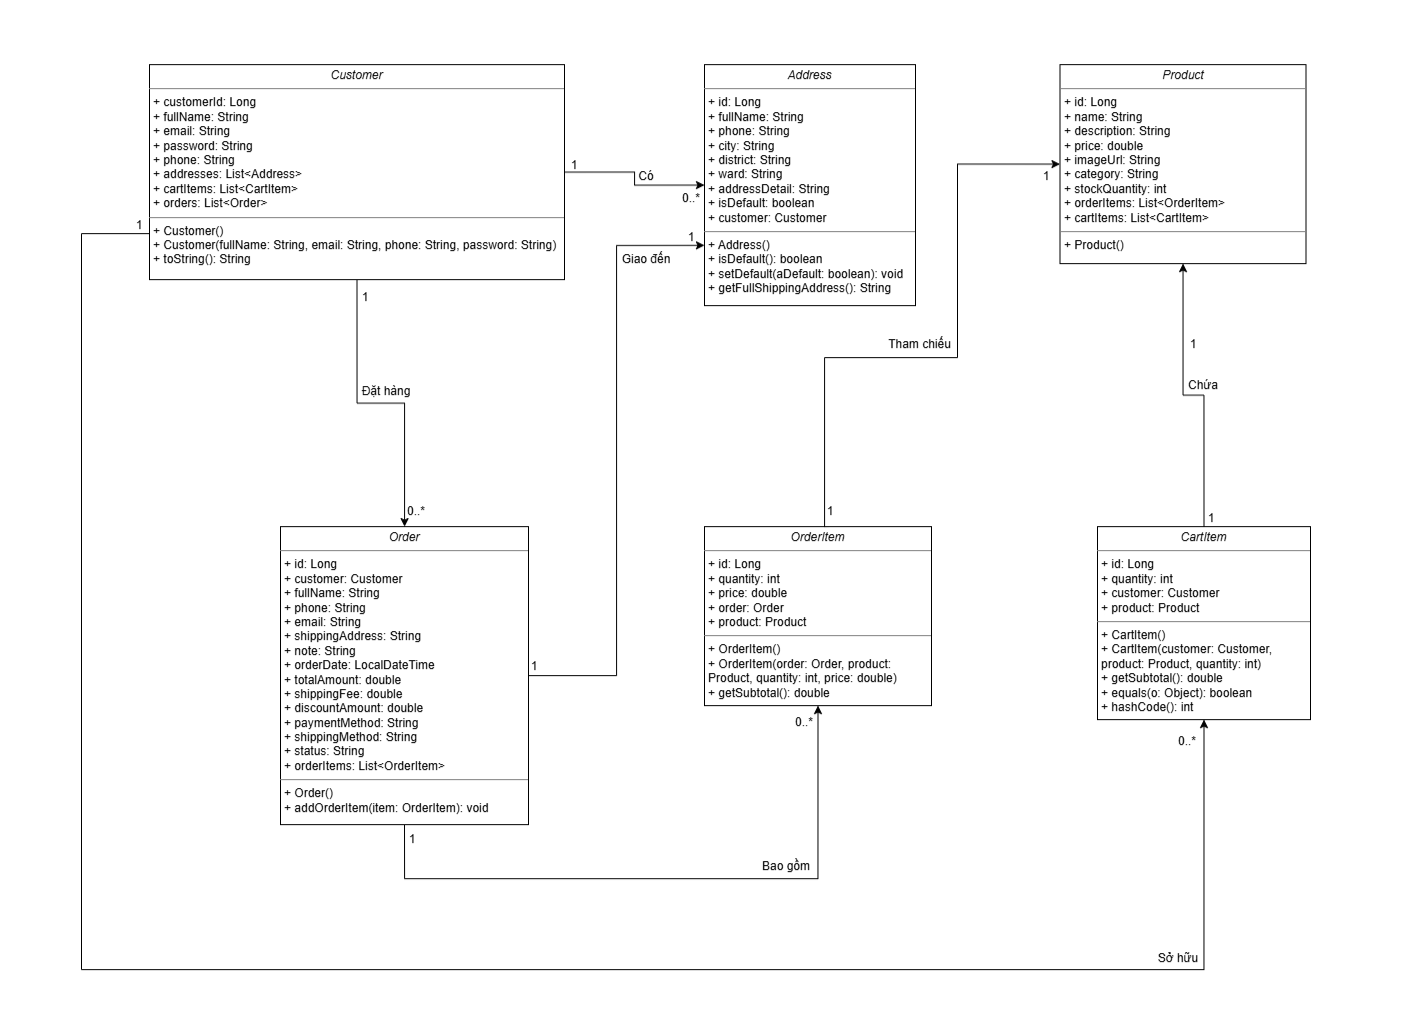 Customer
+ customerId: Long
+ fullName: String
+ email: String
+ password: String
+ phone: String
+ addresses: List<Address>
+ cartItems: List<CartItem>
+ orders: List<Order>
+ Customer()
+ Customer(fullName: String, email: String, phone: String, password: String)
+ toString(): String
Address
+ id: Long
+ fullName: String
+ phone: String
+ city: String
+ district: String
+ ward: String
+ addressDetail: String
+ isDefault: boolean
+ customer: Customer
+ Address()
+ isDefault(): boolean
+ setDefault(aDefault: boolean): void
+ getFullShippingAddress(): String
Product
+ id: Long
+ name: String
+ description: String
+ price: double
+ imageUrl: String
+ category: String
+ stockQuantity: int
+ orderItems: List<OrderItem>
+ cartItems: List<CartItem>
+ Product()
1
Có
0..*
1
1
Giao đến
1
1
Tham chiếu
1
Đặt hàng
Chứa
0..*
1
1
Order
+ id: Long
+ customer: Customer
+ fullName: String
+ phone: String
+ email: String
+ shippingAddress: String
+ note: String
+ orderDate: LocalDateTime
+ totalAmount: double
+ shippingFee: double
+ discountAmount: double
+ paymentMethod: String
+ shippingMethod: String
+ status: String
+ orderItems: List<OrderItem>
+ Order()
+ addOrderItem(item: OrderItem): void
1
OrderItem
+ id: Long
+ quantity: int
+ price: double
+ order: Order
+ product: Product
+ OrderItem()
+ OrderItem(order: Order, product:
Product, quantity: int, price: double)
+ getSubtotal(): double
CartItem
+ id: Long
+ quantity: int
+ customer: Customer
+ product: Product
+ CartItem()
+ CartItem(customer: Customer,
product: Product, quantity: int)
+ getSubtotal(): double
+ equals(o: Object): boolean
+ hashCode(): int
0..*
0..*
1
Bao gồm
Sở hữu